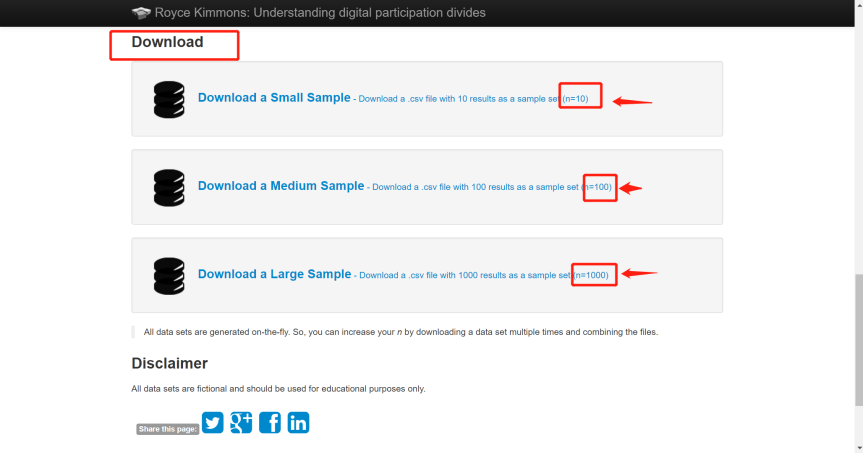 Royce Kimmons: Understanding digital participation divides
Download
Download a Small Sample - Download a .csv file with 10 results as a sample set (n=10)
Download a Medium Sample - Download a .csv file with 100 results as a sample set (n=100)
Download a Large Sample - Download a .csv file with 1000 results as a sample set (n=1000)
All data sets are generated on-the-fly. So, you can increase your n by downloading a data set multiple times and combining the files.
Disclaimer
All data sets are fictional and should be used for educational purposes only.
Share this page: